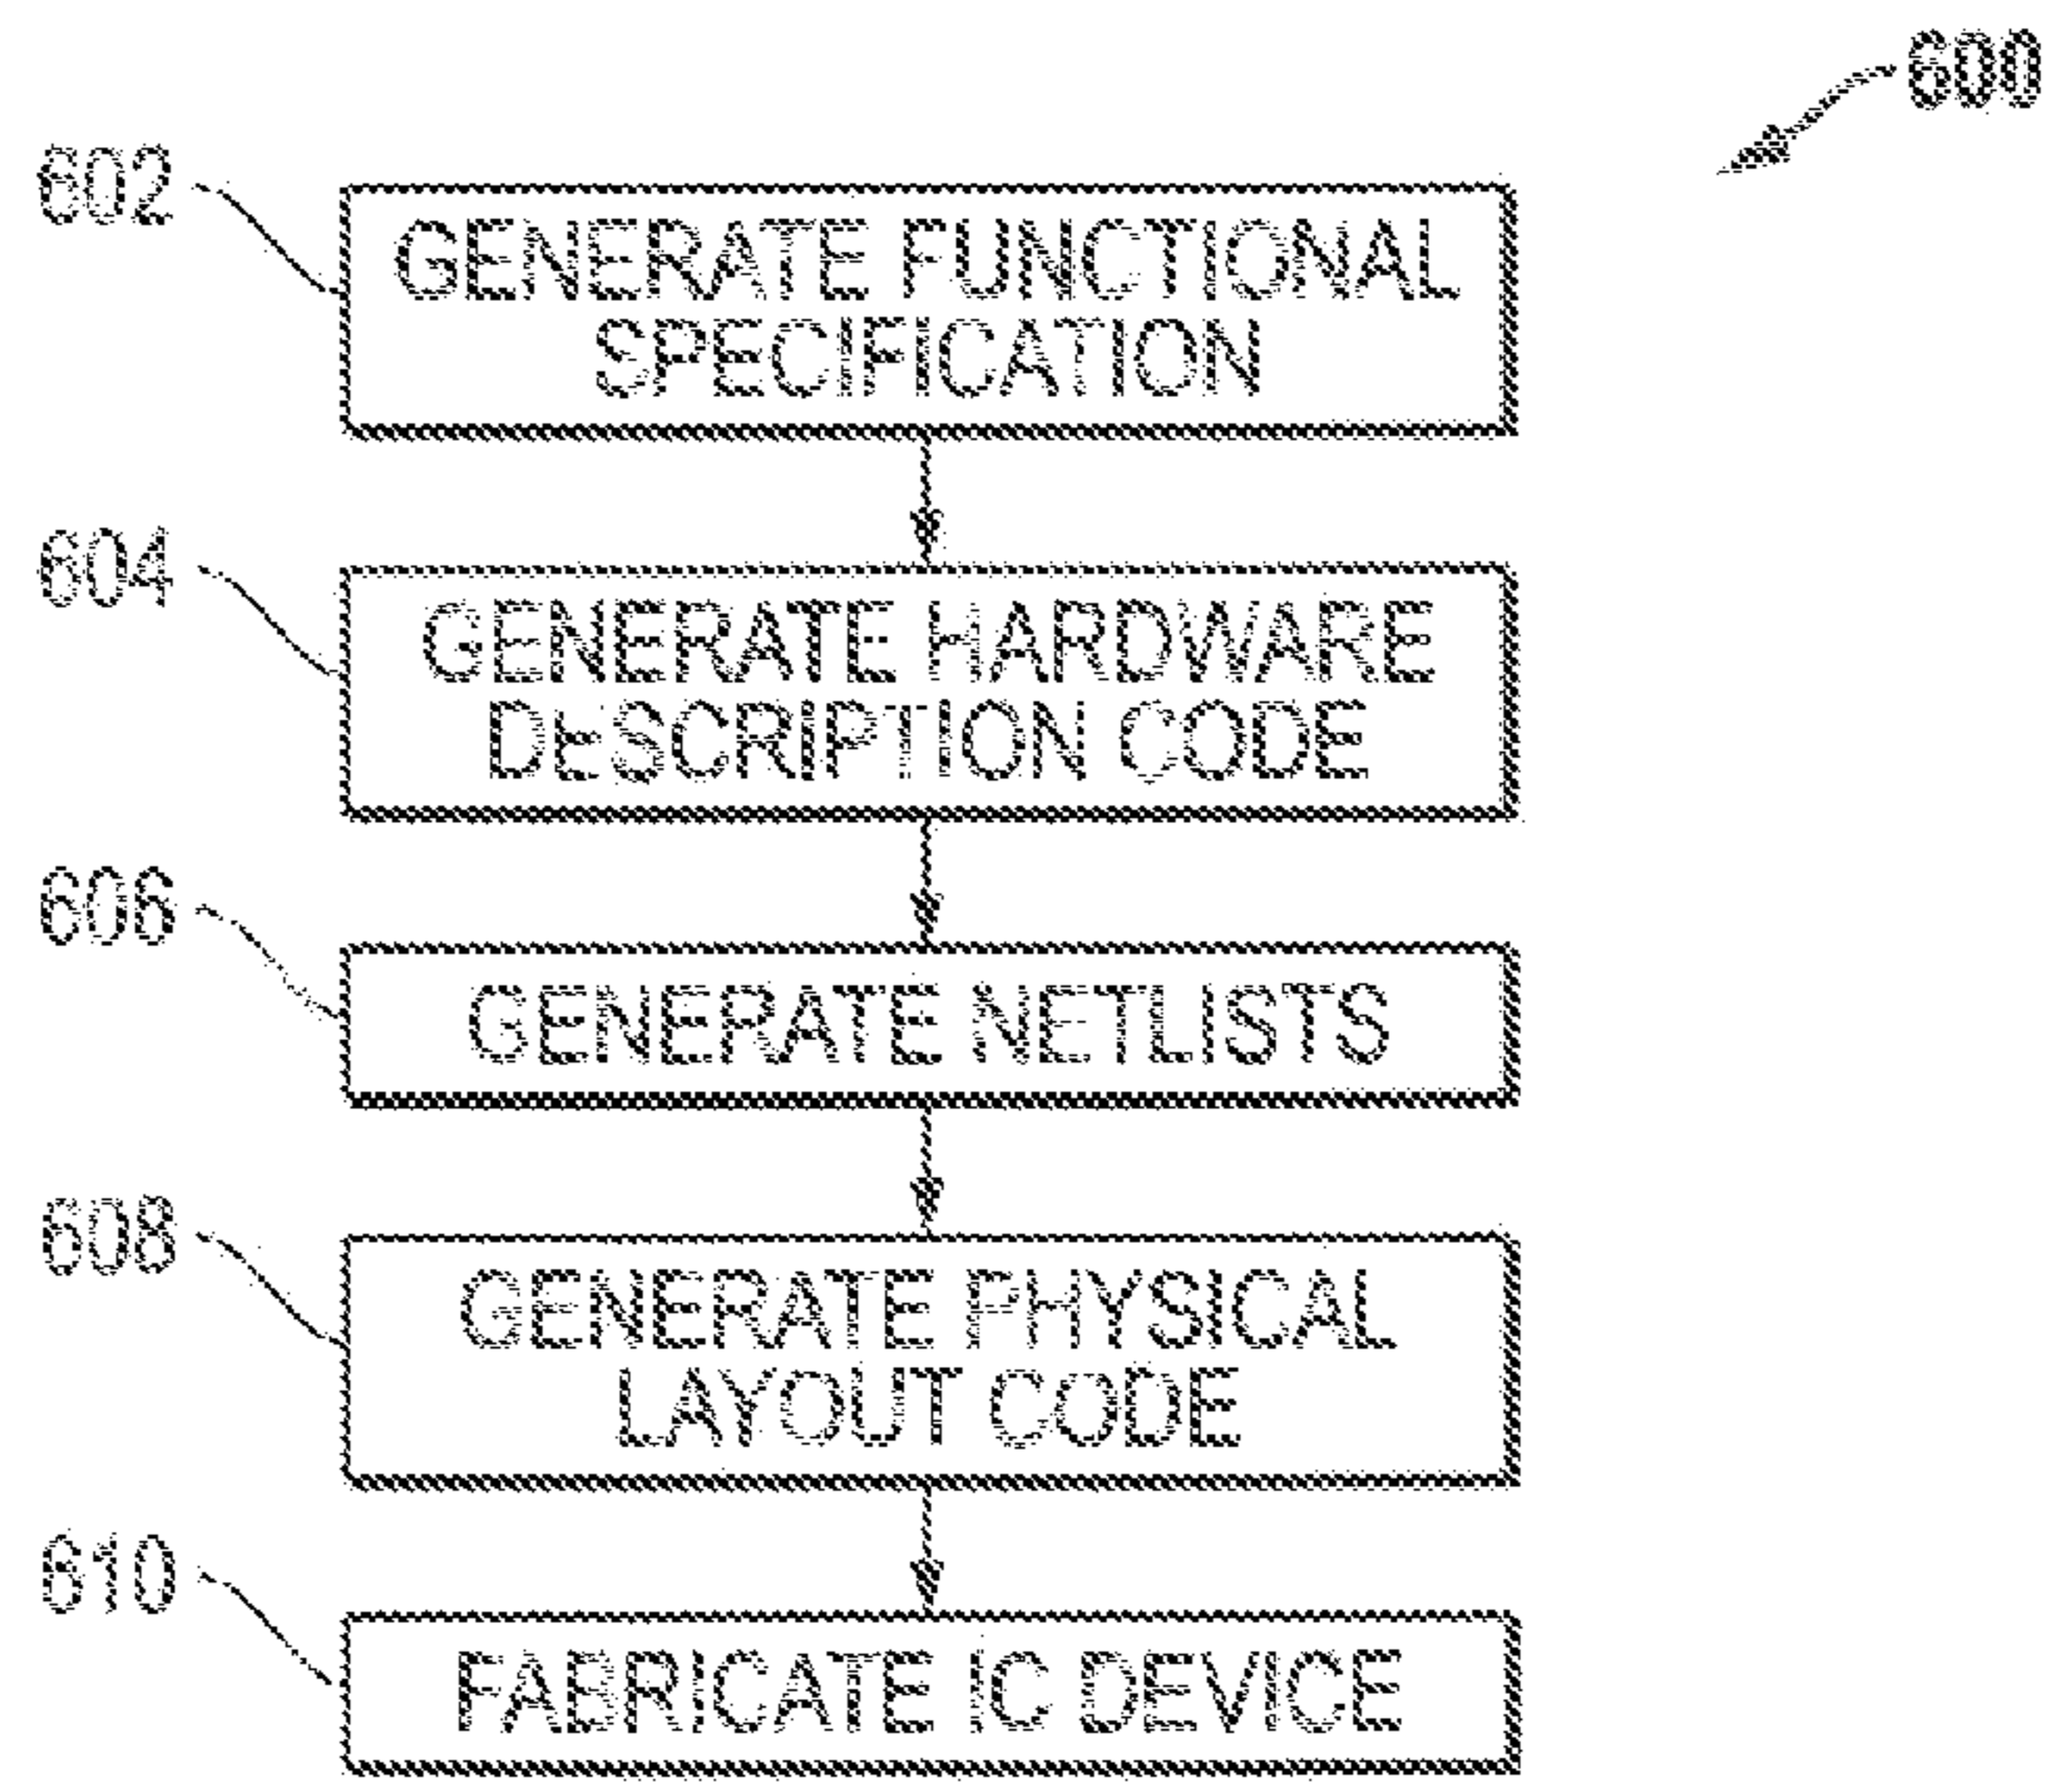 600
602
GENERATE FUNCTIONAL
SPECIFICATION
604
GENERATE HARDWARE
DESCRIPTION CODE
606
GENERATE NETLISTS
608
GENERATE PHYSICAL
LAYOUT CODE
610
FABRICATE IC DEVICE